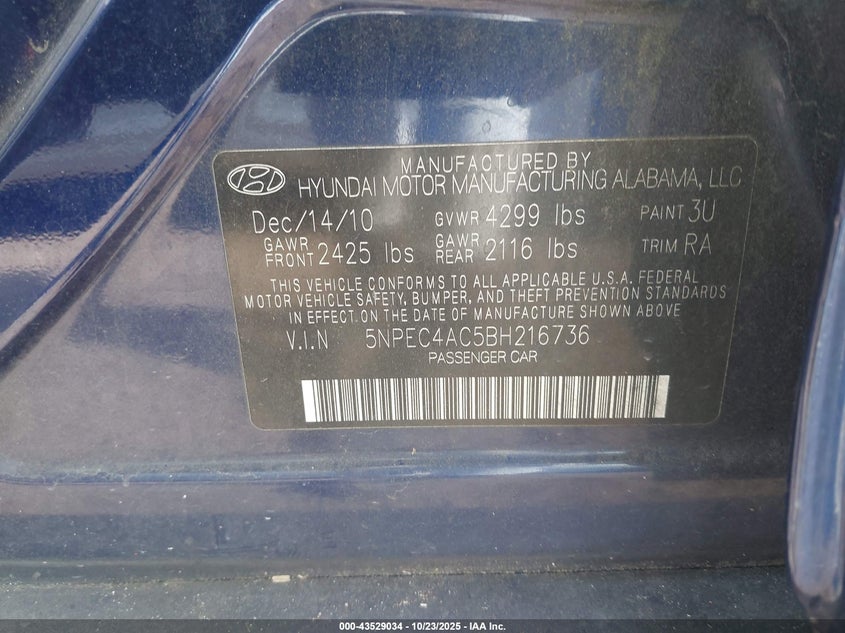 MANUFACTURED BY
HYUNDAI MOTOR MANUFACTURING ALABAMA, LLC
Dec/14/10 GVWR 4299 lbs PAINT 3U
GAWR FRONT 2425 lbs GAWR REAR 2116 lbs TRIM RA
THIS VEHICLE CONFORMS TO ALL APPLICABLE U.S.A. FEDERAL
MOTOR VEHICLE SAFETY, BUMPER, AND THEFT PREVENTION STANDARDS
IN EFFECT ON THE DATE OF MANUFACTURE SHOWN ABOVE
V.I.N 5NPEC4AC5BH216736
PASSENGER CAR
000-43529034 - 10/23/2025 - IAA Inc.